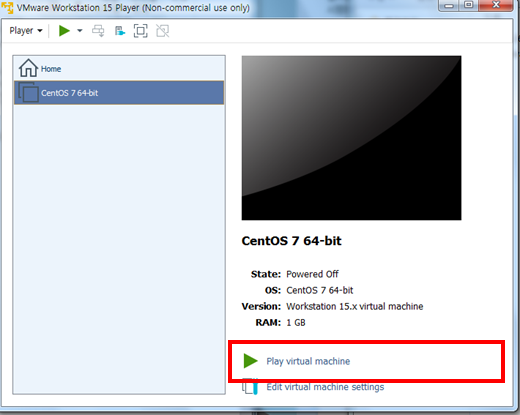 VMware Workstation 15 Player (Non-commercial use only)
Player
Home
CentOS 7 64-bit
CentOS 7 64-bit
State: Powered Off
OS: CentOS 7 64-bit
Version: Workstation 15.x virtual machine
RAM: 1 GB
Play virtual machine
Edit virtual machine settings